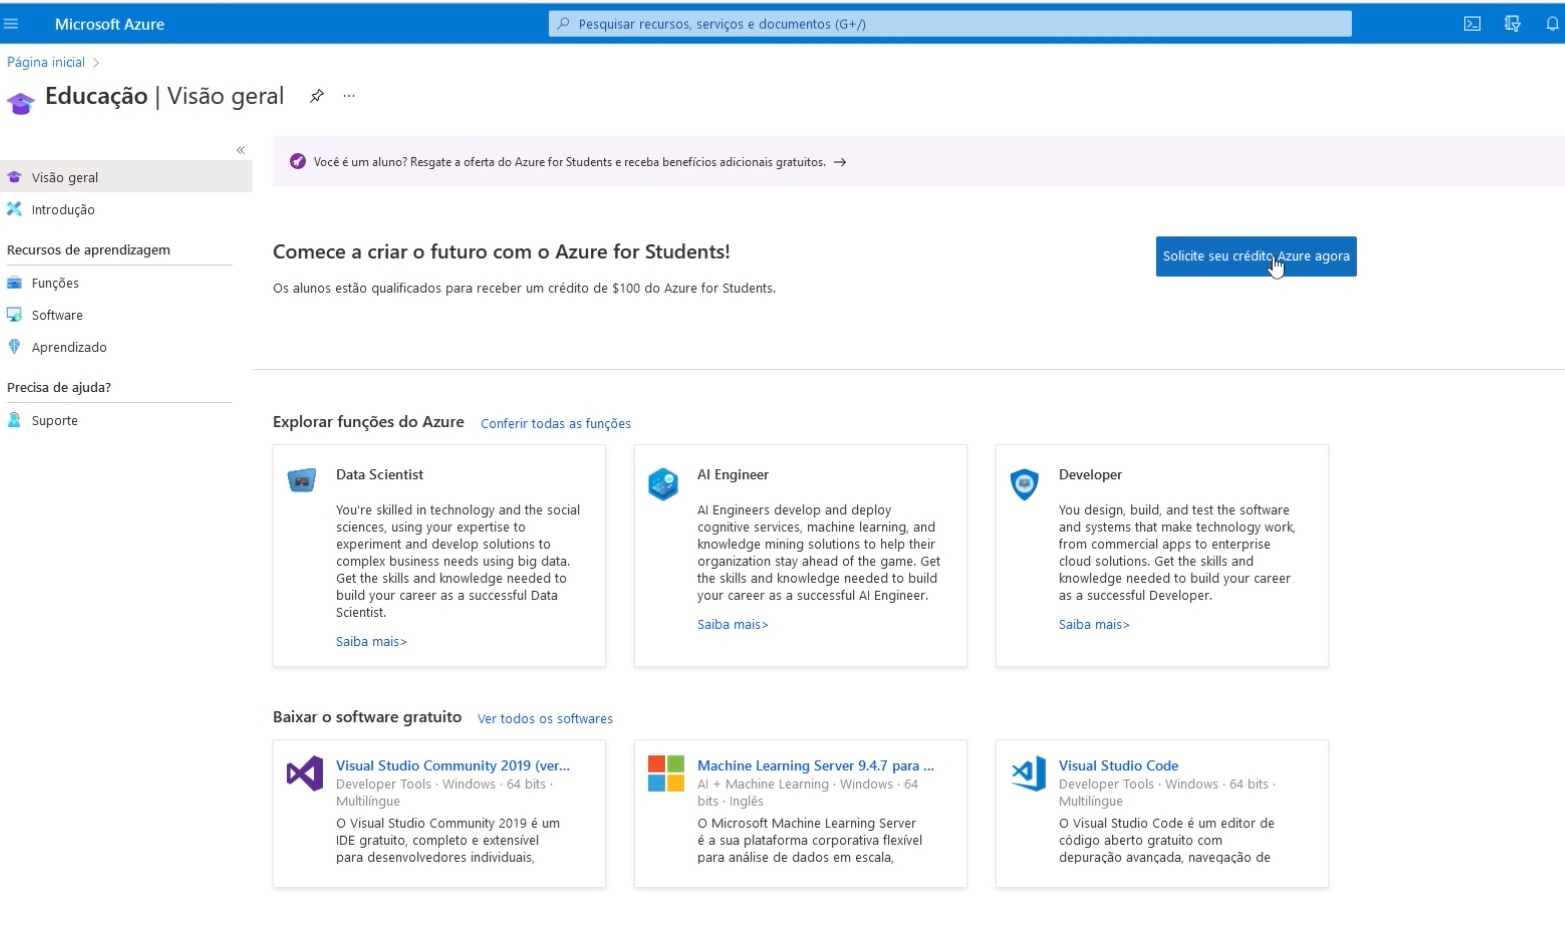 Microsoft Azure
Pesquisar recursos, serviços e documentos (G+/)
Página inicial >
Educação | Visão geral ...
«
Você é um aluno? Resgate a oferta do Azure for Students e receba benefícios adicionais gratuitos. →
Visão geral
Introdução
Recursos de aprendizagem
Funções
Software
Aprendizado
Precisa de ajuda?
Suporte
Comece a criar o futuro com o Azure for Students!
Os alunos estão qualificados para receber um crédito de $100 do Azure for Students.
Solicite seu crédito Azure agora
Explorar funções do Azure Conferir todas as funções
Data Scientist
You're skilled in technology and the social
sciences, using your expertise to
experiment and develop solutions to
complex business needs using big data.
Get the skills and knowledge needed to
build your career as a successful Data
Scientist.
Saiba mais>
AI Engineer
AI Engineers develop and deploy
cognitive services, machine learning, and
knowledge mining solutions to help their
organization stay ahead of the game. Get
the skills and knowledge needed to build
your career as a successful AI Engineer.
Saiba mais>
Developer
You design, build, and test the software
and systems that make technology work,
from commercial apps to enterprise
cloud solutions. Get the skills and
knowledge needed to build your career
as a successful Developer.
Saiba mais>
Baixar o software gratuito Ver todos os softwares
Visual Studio Community 2019 (ver...
Developer Tools · Windows · 64 bits ·
Multilíngue
O Visual Studio Community 2019 é um
IDE gratuito, completo e extensível
para desenvolvedores individuais,
Machine Learning Server 9.4.7 para ...
AI + Machine Learning · Windows · 64
bits · Inglês
O Microsoft Machine Learning Server
é a sua plataforma corporativa flexível
para análise de dados em escala,
Visual Studio Code
Developer Tools · Windows · 64 bits ·
Multilíngue
O Visual Studio Code é um editor de
código aberto gratuito com
depuração avançada, navegação de